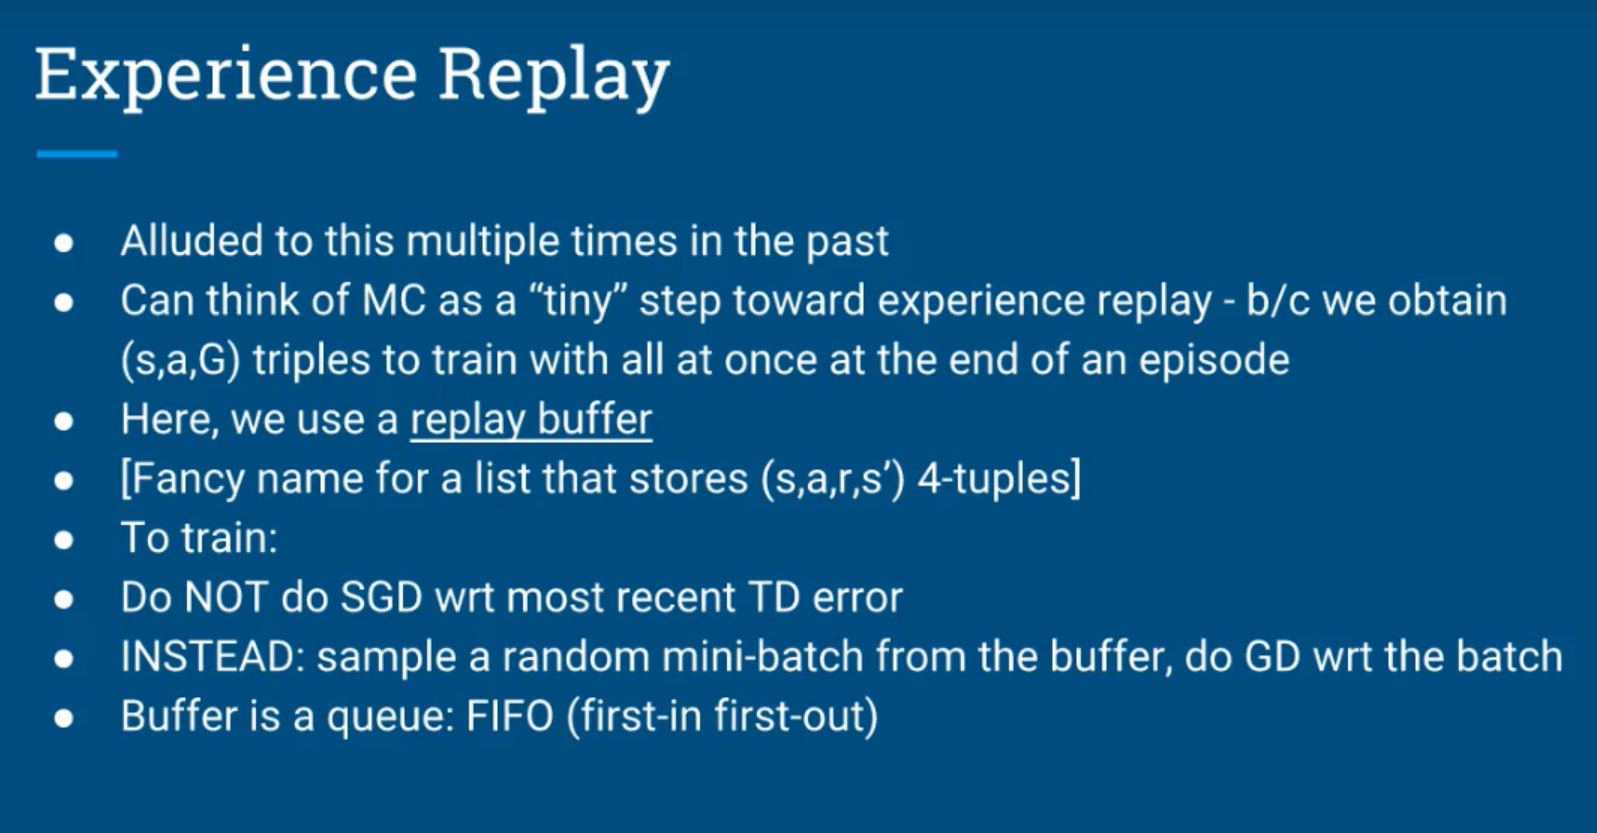 Experience Replay
● Alluded to this multiple times in the past
● Can think of MC as a “tiny” step toward experience replay - b/c we obtain
(s,a,G) triples to train with all at once at the end of an episode
● Here, we use a replay buffer
● [Fancy name for a list that stores (s,a,r,s’) 4-tuples]
● To train:
● Do NOT do SGD wrt most recent TD error
● INSTEAD: sample a random mini-batch from the buffer, do GD wrt the batch
● Buffer is a queue: FIFO (first-in first-out)